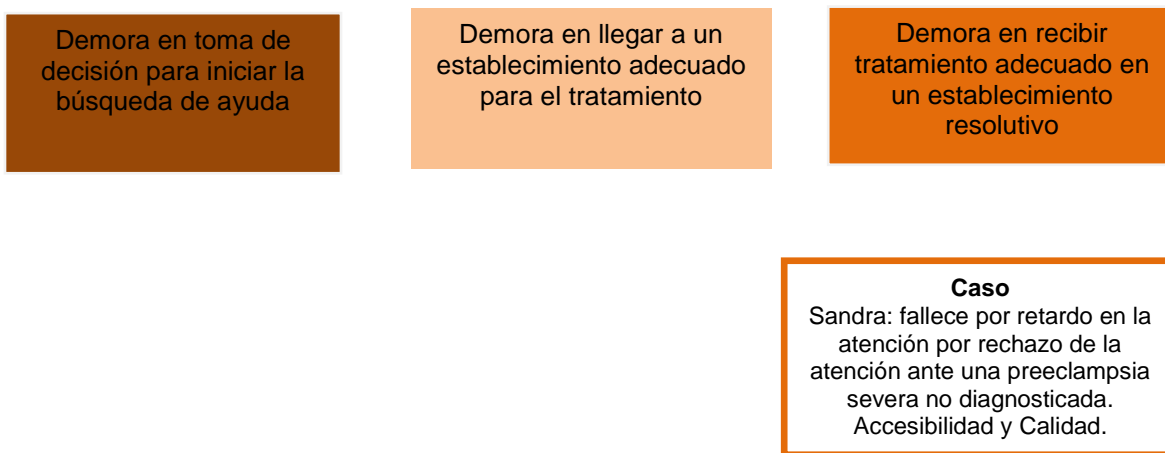 Demora en toma de
decisión para iniciar la
búsqueda de ayuda
Demora en llegar a un
establecimiento adecuado
para el tratamiento
Demora en recibir
tratamiento adecuado en
un establecimiento
resolutivo
Caso
Sandra: fallece por retardo en la
atención por rechazo de la
atención ante una preeclampsia
severa no diagnosticada.
Accesibilidad y Calidad.